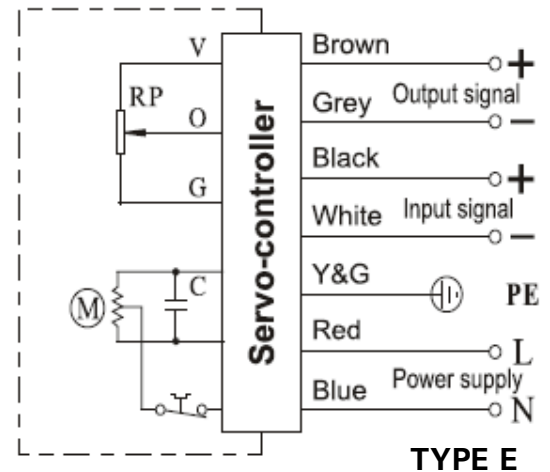 V
RP
O
G
C
M
Servo-controller
Brown +
Output signal
Grey −
Black +
Input signal
White −
Y&G PE
Red L
Power supply
Blue N
TYPE E